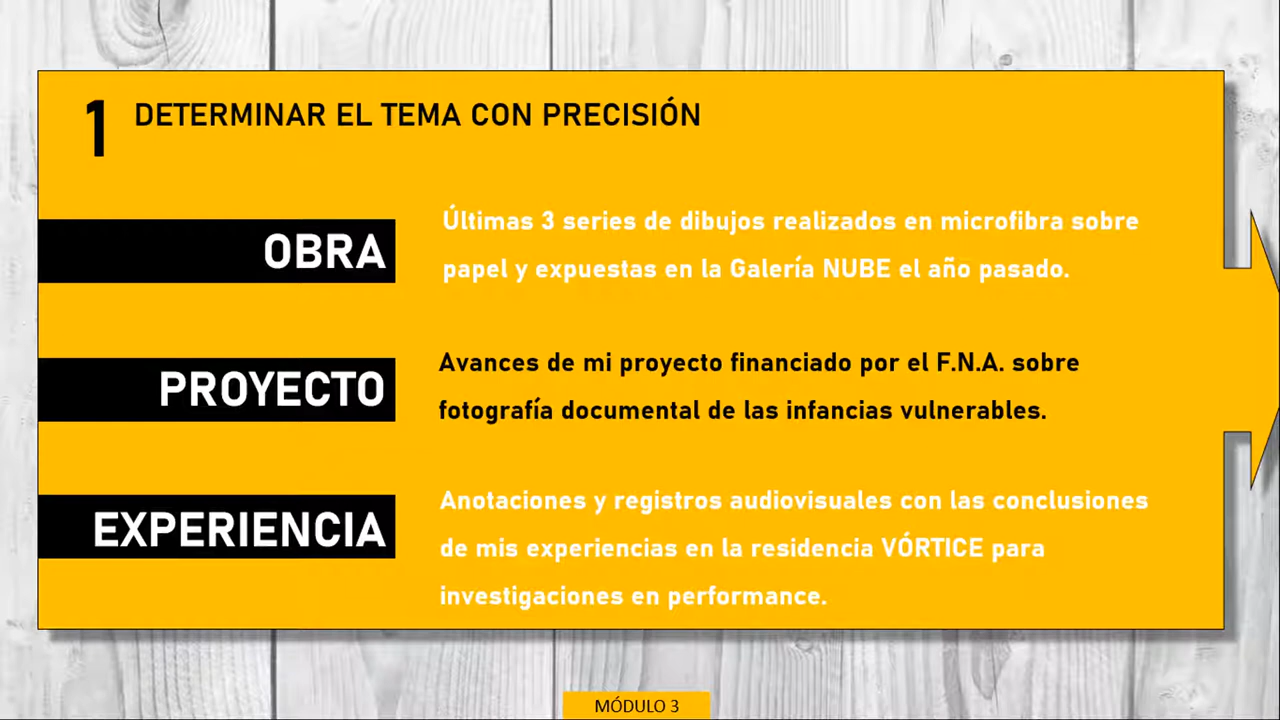 1 DETERMINAR EL TEMA CON PRECISIÓN
OBRA
Últimas 3 series de dibujos realizados en microfibra sobre
papel y expuestas en la Galería NUBE el año pasado.
PROYECTO
Avances de mi proyecto financiado por el F.N.A. sobre
fotografía documental de las infancias vulnerables.
EXPERIENCIA
Anotaciones y registros audiovisuales con las conclusiones
de mis experiencias en la residencia VÓRTICE para
investigaciones en performance.
MÓDULO 3